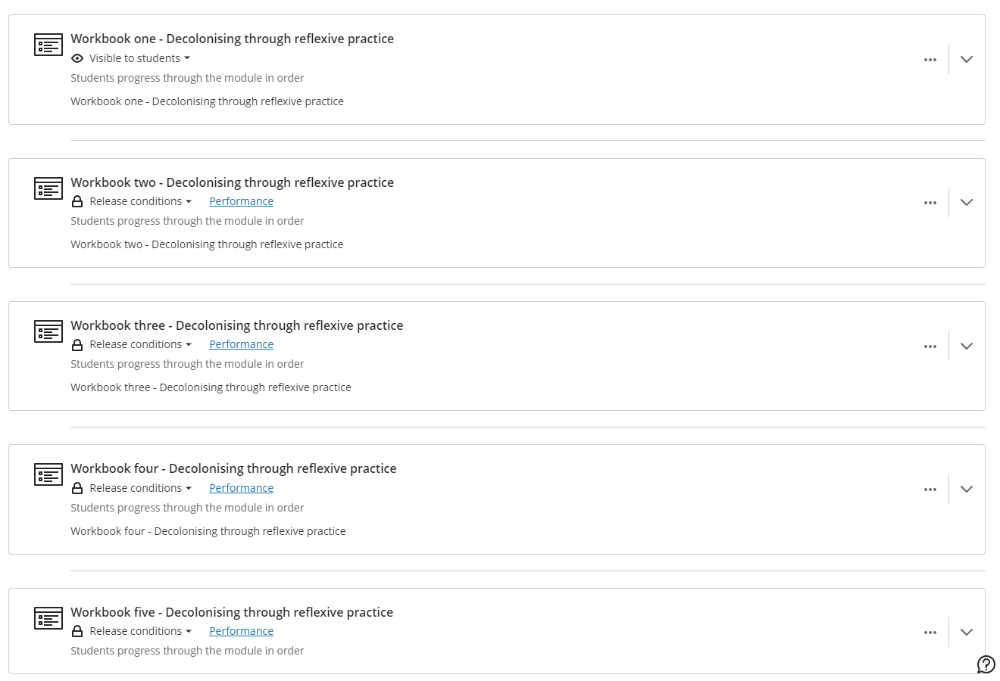 Workbook one - Decolonising through reflexive practice
Visible to students
Students progress through the module in order
Workbook one - Decolonising through reflexive practice
Workbook two - Decolonising through reflexive practice
Release conditions Performance
Students progress through the module in order
Workbook two - Decolonising through reflexive practice
Workbook three - Decolonising through reflexive practice
Release conditions Performance
Students progress through the module in order
Workbook three - Decolonising through reflexive practice
Workbook four - Decolonising through reflexive practice
Release conditions Performance
Students progress through the module in order
Workbook four - Decolonising through reflexive practice
Workbook five - Decolonising through reflexive practice
Release conditions Performance
Students progress through the module in order